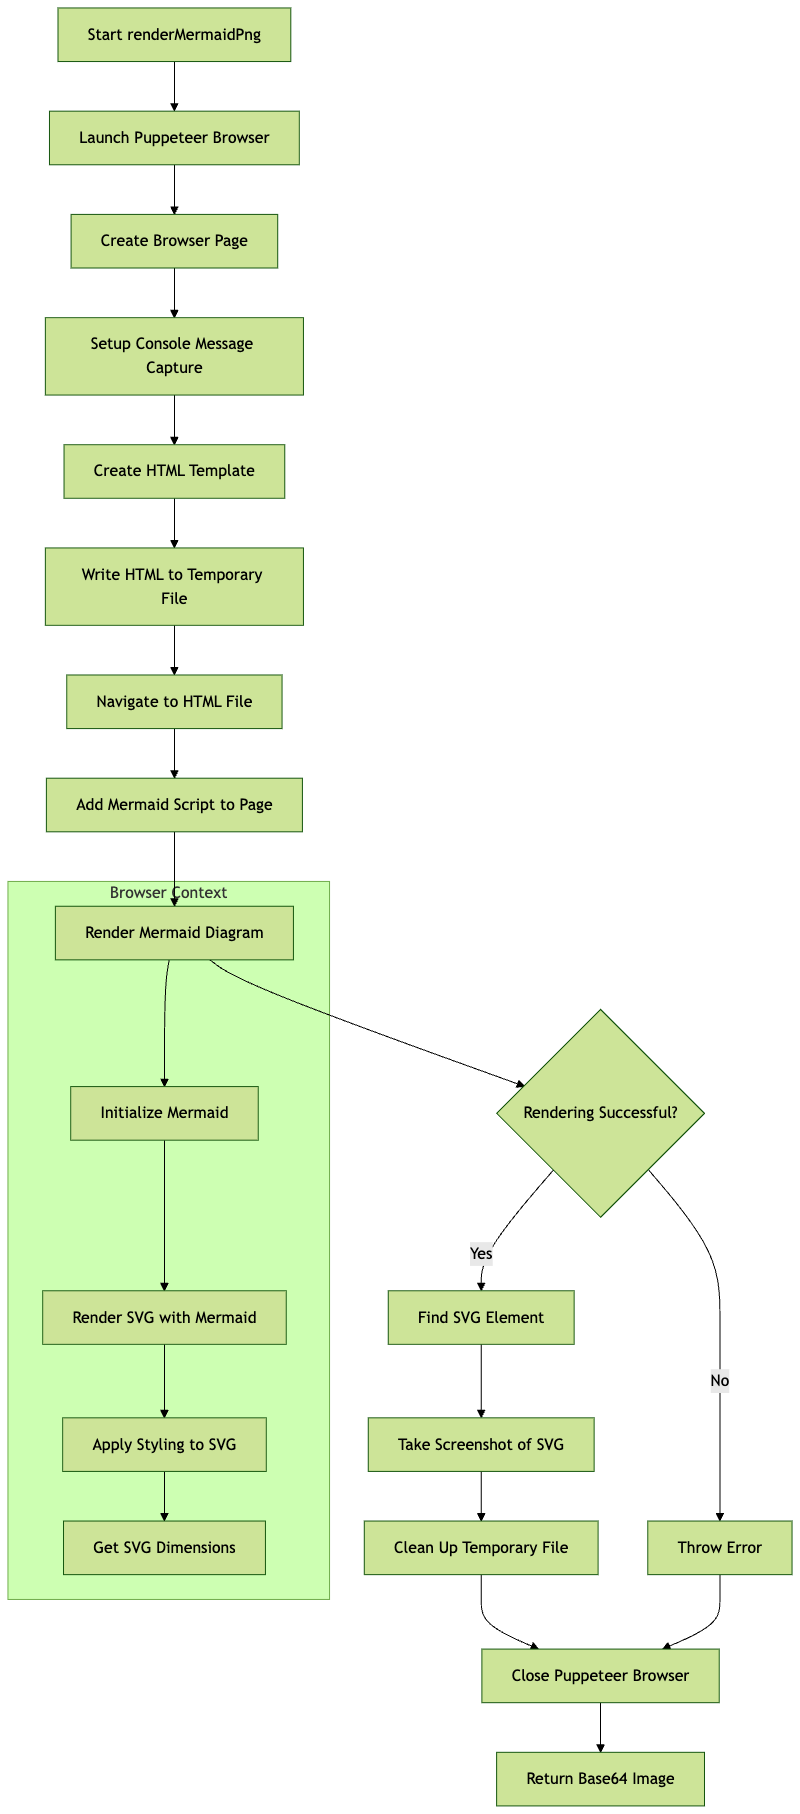 Start renderMermaidPng
Launch Puppeteer Browser
Create Browser Page
Setup Console Message
Capture
Create HTML Template
Write HTML to Temporary
File
Navigate to HTML File
Add Mermaid Script to Page
Browser Context
Render Mermaid Diagram
Initialize Mermaid
Rendering Successful?
Yes
Render SVG with Mermaid
Find SVG Element
No
Apply Styling to SVG
Take Screenshot of SVG
Get SVG Dimensions
Clean Up Temporary File
Throw Error
Close Puppeteer Browser
Return Base64 Image